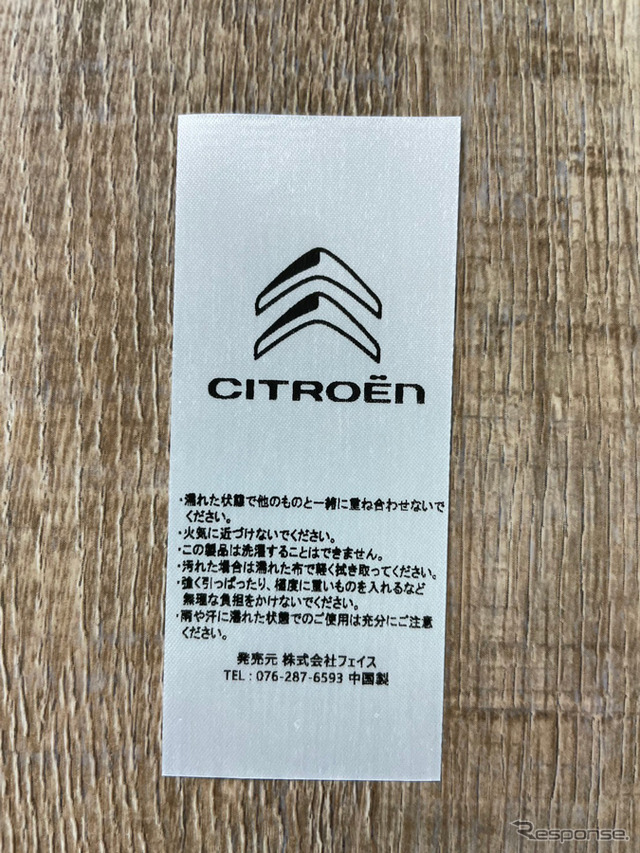 CITROËN
・濡れた状態で他のものと一緒に重ね合わせないで
ください。
・火気に近づけないでください。
・この製品は洗濯することはできません。
・汚れた場合は濡れた布で軽く拭き取ってください。
・強く引っぱったり、極度に重いものを入れるなど
無理な負担をかけないでください。
・雨や汗に濡れた状態でのご使用は充分にご注意
ください。
発売元 株式会社フェイス
TEL : 076-287-6593 中国製
Response.